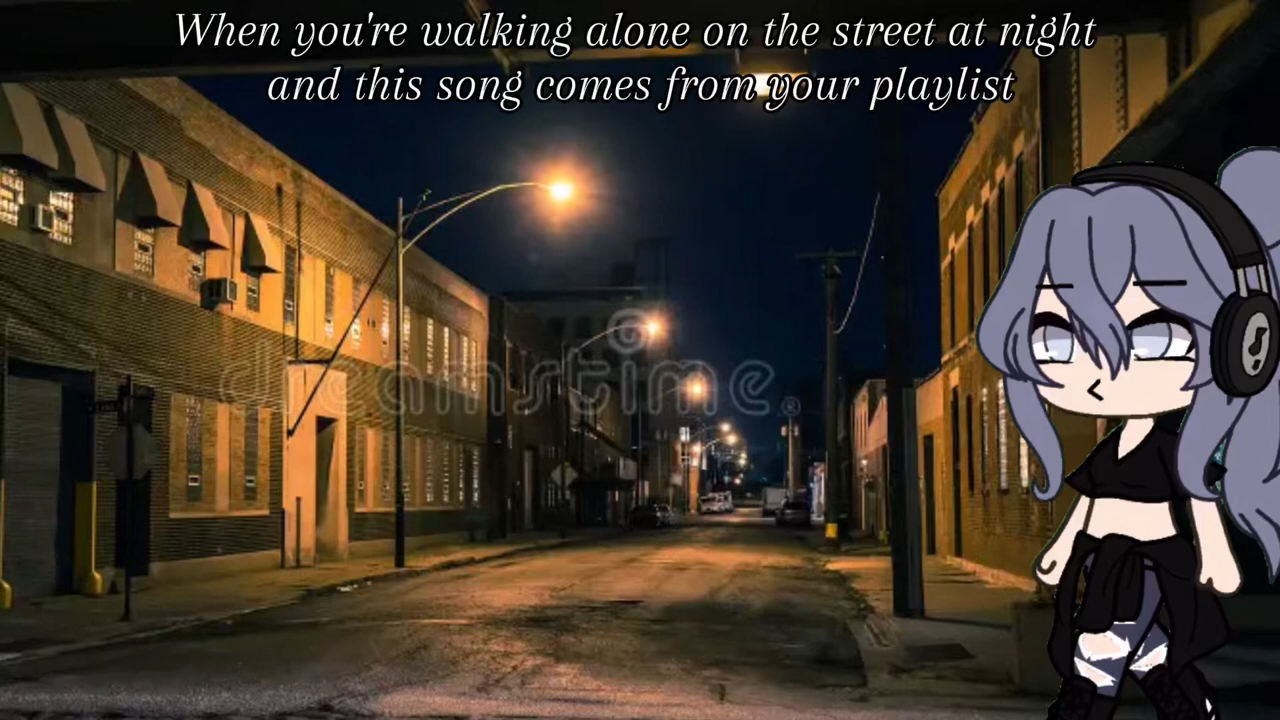 When you're walking alone on the street at night
and this song comes from your playlist
dreamstime